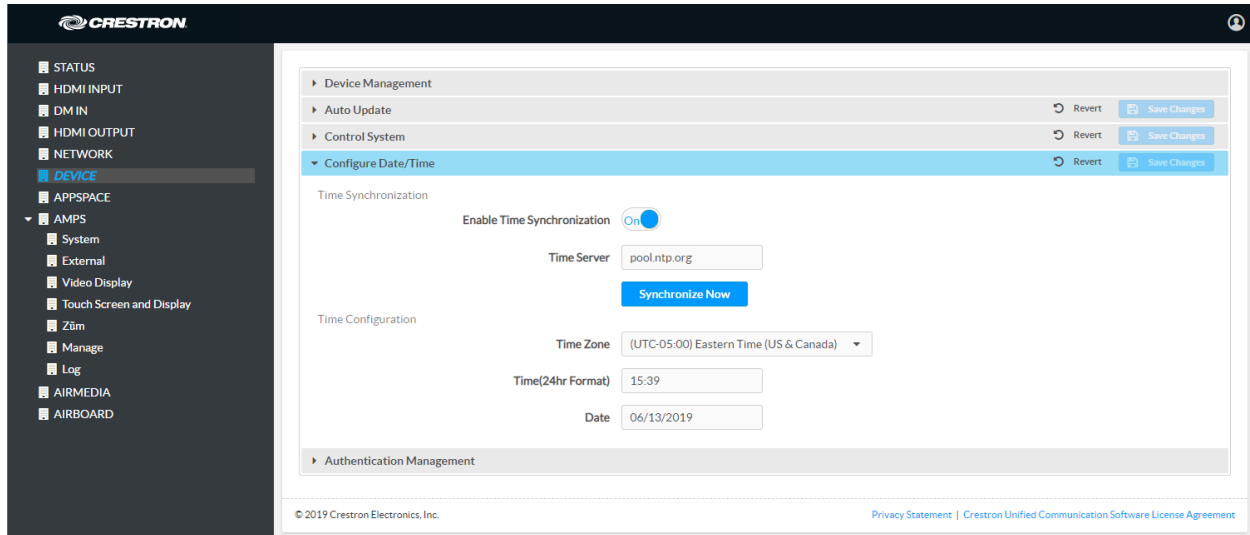 CRESTRON
STATUS
HDMI INPUT
DM IN
HDMI OUTPUT
NETWORK
DEVICE
APPSPACE
AMPS
System
External
Video Display
Touch Screen and Display
Zūm
Manage
Log
AIRMEDIA
AIRBOARD
Device Management
Auto Update Revert Save Changes
Control System Revert Save Changes
Configure Date/Time Revert Save Changes
Time Synchronization
Enable Time Synchronization On
Time Server pool.ntp.org
Synchronize Now
Time Configuration
Time Zone (UTC-05:00) Eastern Time (US & Canada)
Time(24hr Format) 15:39
Date 06/13/2019
Authentication Management
© 2019 Crestron Electronics, Inc. Privacy Statement | Crestron Unified Communication Software License Agreement